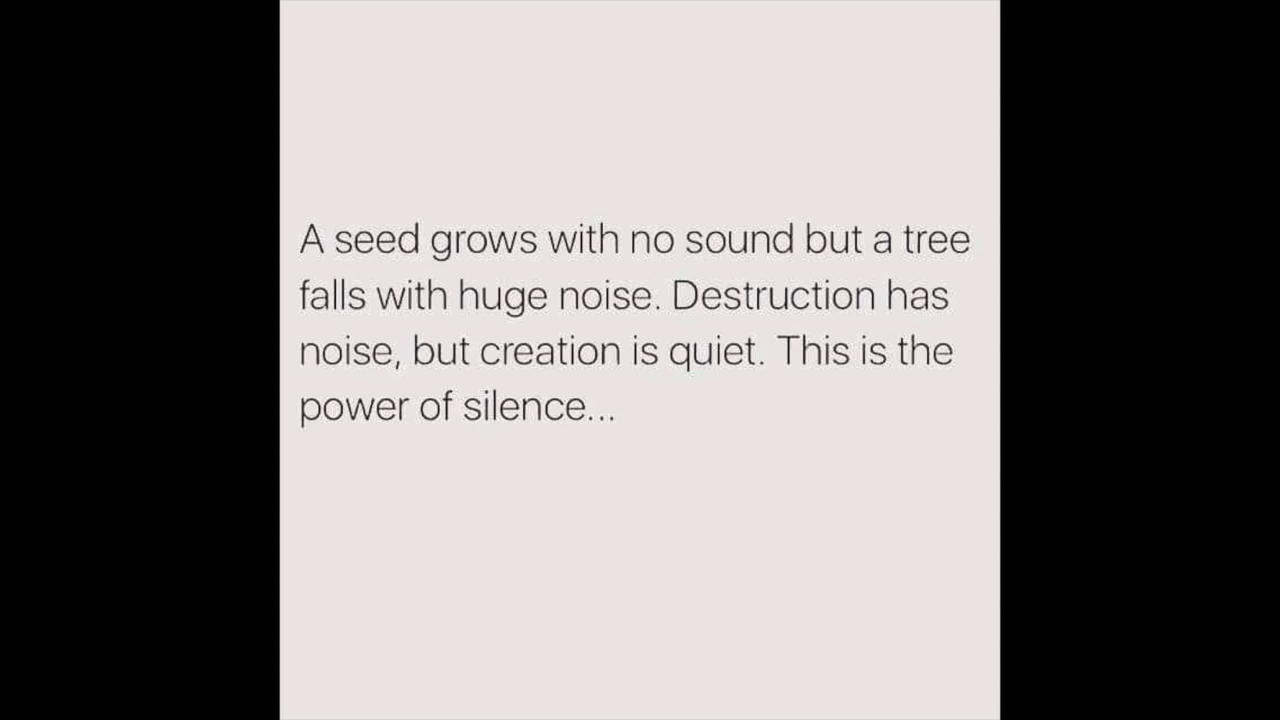 A seed grows with no sound but a tree
falls with huge noise. Destruction has
noise, but creation is quiet. This is the
power of silence...